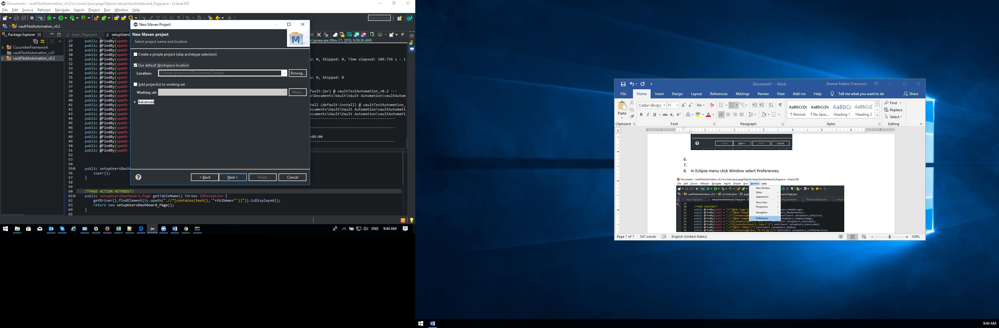 Documents - vaultTestAutomation_v0.2/src/main/java/pageObjects/setupUsersDashboard_Page.java - Eclipse IDE
File Edit Source Refactor Navigate Search Project Run Window Help
Quick Access
vaultTestAutomation_v0.2
Package Explorer
CucumberFramework
vaultTestAutomation_v.01
vaultTestAutomation_v0.2
login_Page.java
setupUsersD
27 public @FindBy(xpath
28 public @FindBy(xpath
29 public @FindBy(xpath
30 public @FindBy(xpath
31 public @FindBy(xpath
32 public @FindBy(xpath
33 public @FindBy(xpath
34 public @FindBy(xpath
35 public @FindBy(xpath
36 public @FindBy(xpath
37 public @FindBy(xpath
38 public @FindBy(xpath
39 public @FindBy(xpath
40 public @FindBy(xpath
41 public @FindBy(xpath
42 public @FindBy(xpath
43 public @FindBy(xpath
44 public @FindBy(xpath
45 public @FindBy(xpath
46 public @FindBy(xpath
47 public @FindBy(xpath
48 public @FindBy(xpath
49 public @FindBy(xpath
50 public @FindBy(xpath
51 public @FindBy(xpath
52
53
54
55 public setupUsersDashb
56 super();
57 }
58
59
60 /*PAGE ACTION METHODS*/
61 public setupUsersDashboard_Page getTableName() throws IOException {
62 getDriver().findElement(By.xpath(".//*[contains(text(),'"+tblName+"')]")).isDisplayed();
63 return new setupUsersDashboard_Page();
64 }
65
New Maven Project
New Maven project
Select project name and location
M
Create a simple project (skip archetype selection)
Use default Workspace location
Location: C:\Users\jfrancisco\Documents\Sample Browse...
Add project(s) to working set
Working set: More...
Advanced
< Back Next > Finish Cancel
n\javaw.exe (Nov 21, 2018, 9:39:36 AM)
s: 0, Skipped: 0, Time elapsed: 109.736 s - i
s: 0, Skipped: 0
fault-jar) @ vaultTestAutomation_v0.2 ---
o\Documents\Vault\Vault Automation\vaultAutom
tall (default-install) @ vaultTestAutomation_
ocuments\Vault\Vault Automation\vaultAutomati
ocuments\Vault\Vault Automation\vaultAutomati
+08:00
ENG 9:44 AM
Document1 - Word
Jhonne Federic Francisco
File Home Insert Design Layout References Mailings Review View Add-ins Help Tell me what you want to do Share
Paste
Clipboard
Calibri (Body) 11
Font
Paragraph
AaBbCcDc AaBbCcDc AaBbCc AaBbCcE
¶ Normal ¶ No Spac... Heading 1 Heading 2
Styles
Find
Replace
Select
Editing
< Back Next > Finish Cancel
6.
7.
8. In Eclipse menu click Window select Preferences.
Documents - vaultTestAutomation_v0.2/src/main/java/pageObjects/setupUsersDashboard_Page.java - Eclipse IDE
File Edit Source Refactor Navigate Search Project Run Window Help
New Window
Editor
Appearance
Show View
Perspective
Navigation
Preferences
vaultTestAutomation_v0.2 src/main/java page
login_Page.java setupUsersDashboard_Page.java nfig.properties ReadConfigFile.java test.java
19
20 /*PAGE LOCATORS*/
21 public @FindBy(xpath = "//*[@id='logo']/ ers_HeaderLogo;
22 public @FindBy(xpath = ".//*[@id='heade ers_HeaderBanner;
23 public @FindBy(xpath = ".//*[contains(@ WebElement setupUsers_HelpIcon;
24 public @FindBy(xpath = ".//*[@id='compa etupUsers_CompanyImage;
25 public @FindBy(xpath = ".//a[contains(text(),'Solo')]") WebElement setupUsers_SoloLabel;
26 public @FindBy(xpath = ".//li[contains(text(),'Users')]") WebElement setupUsers_UsersLabel;
27 public @FindBy(xpath = ".//*[@id='ribbon']") WebElement setupUsers_Ribbon;
28 public @FindBy(xpath = ".//*[contains(@class,'fa fa-lg')]") WebElement setupUsers_LeftMarkerIcon;
Page 7 of 7 347 words English (United States) 100%
9:44 AM